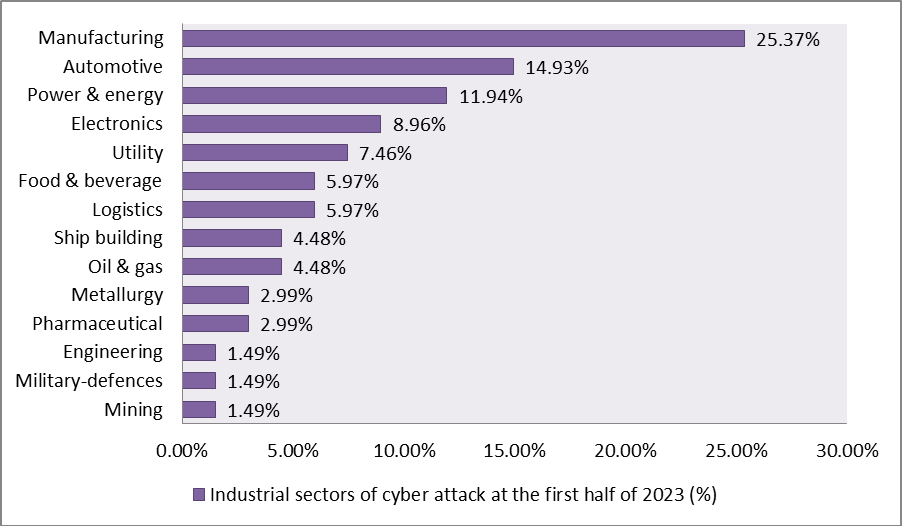 Manufacturing 25.37%
Automotive 14.93%
Power & energy 11.94%
Electronics 8.96%
Utility 7.46%
Food & beverage 5.97%
Logistics 5.97%
Ship building 4.48%
Oil & gas 4.48%
Metallurgy 2.99%
Pharmaceutical 2.99%
Engineering 1.49%
Military-defences 1.49%
Mining 1.49%
0.00% 5.00% 10.00% 15.00% 20.00% 25.00% 30.00%
Industrial sectors of cyber attack at the first half of 2023 (%)